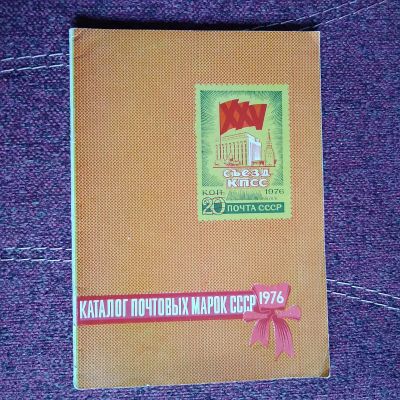 XXV
СЪЕЗД
КПСС
КОП 1976
20 ПОЧТА СССР
КАТАЛОГ ПОЧТОВЫХ МАРОК СССР 1976